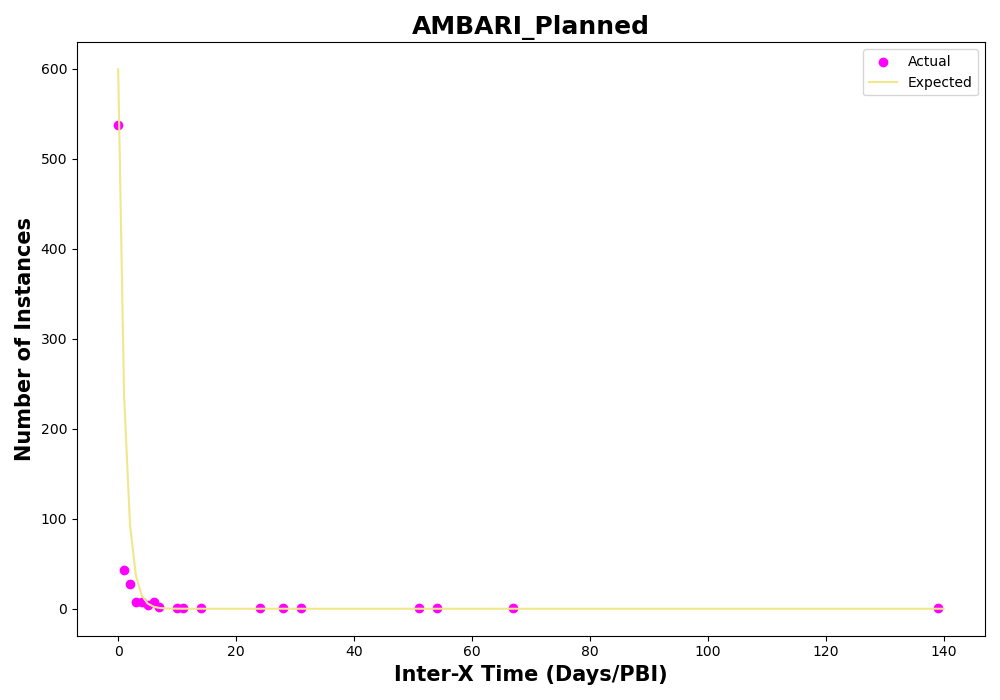 AMBARI_Planned
Actual
Expected
Number of Instances
600
500
400
300
200
100
0
0 20 40 60 80 100 120 140
Inter-X Time (Days/PBI)